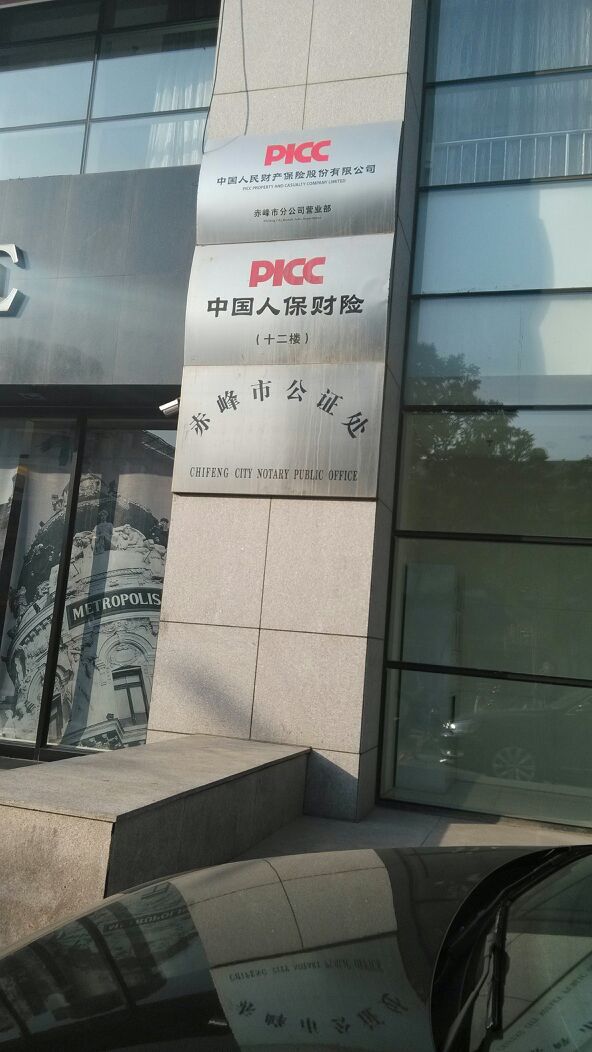 PICC
中国人民财产保险股份有限公司
PICC PROPERTY AND CASUALTY COMPANY LIMITED
赤峰市分公司营业部
PICC
中国人保财险
（十二楼）
赤峰市公证处
CHIFENG CITY NOTARY PUBLIC OFFICE
C
METROPOLIS